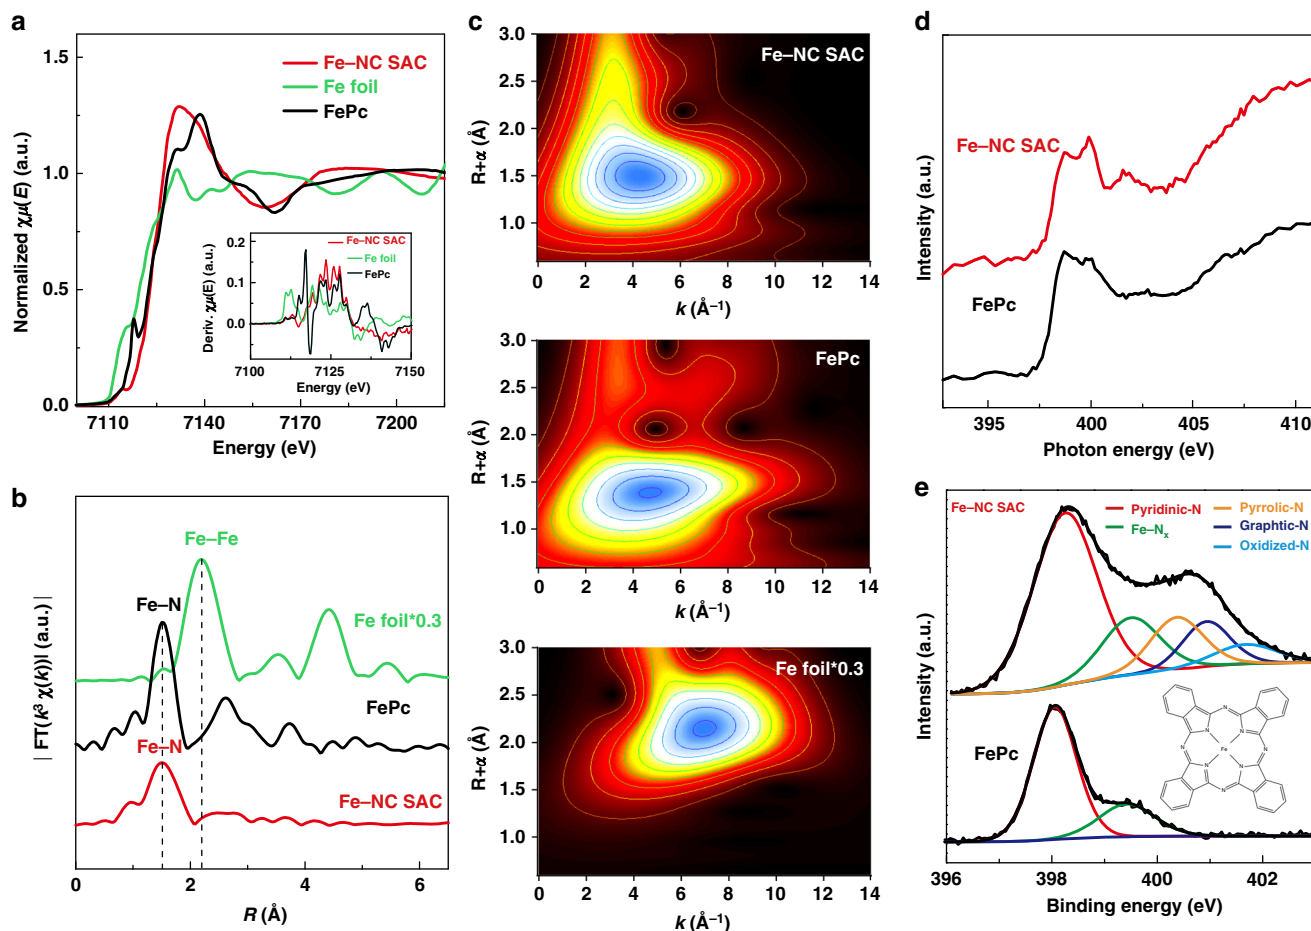 a
1.5
1.0
0.5
0.0
Normalized χμ(E) (a.u.)
Fe–NC SAC
Fe foil
FePc
0.2
0.1
0.0
Deriv. χμ(E) (a.u.)
Fe–NC SAC
Fe foil
FePc
7100 7125 7150
Energy (eV)
7110 7140 7170 7200
Energy (eV)
b
| FT(k³ χ(k))| (a.u.) |
Fe–Fe
Fe–N
Fe foil*0.3
FePc
Fe–N
Fe–NC SAC
0 2 4 6
R (Å)
c
Fe–NC SAC
3.0
2.5
2.0
1.5
1.0
R+α (Å)
0 2 4 6 8 10 12 14
k (Å⁻¹)
FePc
3.0
2.5
2.0
1.5
1.0
R+α (Å)
0 2 4 6 8 10 12 14
k (Å⁻¹)
Fe foil*0.3
3.0
2.5
2.0
1.5
1.0
R+α (Å)
0 2 4 6 8 10 12 14
k (Å⁻¹)
d
Intensity (a.u.)
Fe–NC SAC
FePc
395 400 405 410
Photon energy (eV)
e
Intensity (a.u.)
Fe–NC SAC
Pyridinic-N
Fe–Nₓ
Pyrrolic-N
Graphtic-N
Oxidized-N
FePc
N
N
N
N
Fe
N
N
N
N
396 398 400 402
Binding energy (eV)